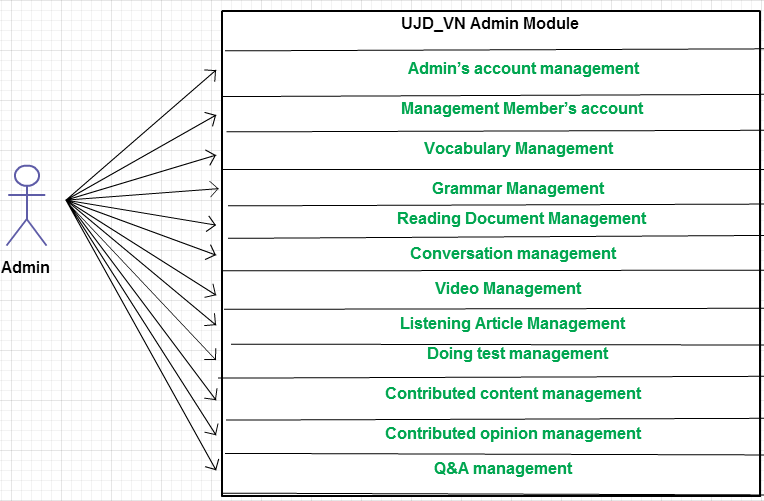 UJD_VN Admin Module
Admin's account management
Management Member's account
Vocabulary Management
Grammar Management
Reading Document Management
Conversation management
Video Management
Listening Article Management
Doing test management
Contributed content management
Contributed opinion management
Q&A management
Admin